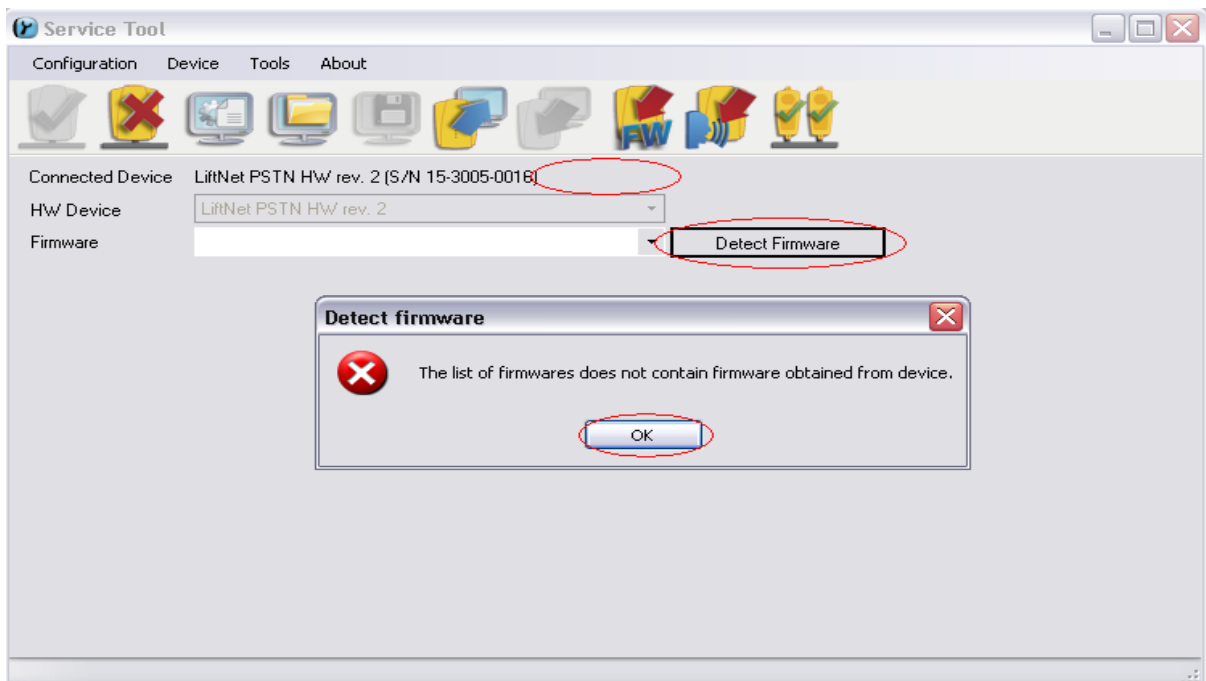 Service Tool
Configuration Device Tools About
FW
Connected Device LiftNet PSTN HW rev. 2 (S/N 15-3005-0016)
HW Device LiftNet PSTN HW rev. 2
Firmware Detect Firmware
Detect firmware
The list of firmwares does not contain firmware obtained from device.
OK